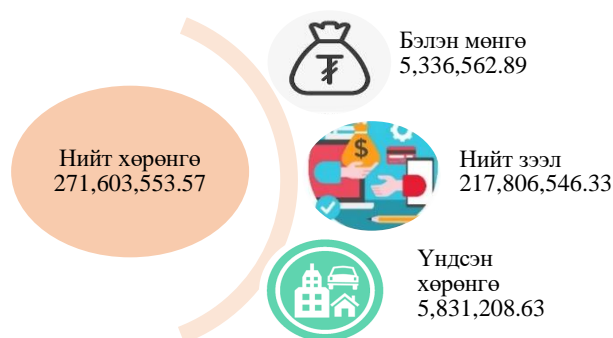 Бэлэн мөнгө
5,336,562.89
Нийт хөрөнгө
271,603,553.57
Нийт зээл
217,806,546.33
Үндсэн
хөрөнгө
5,831,208.63